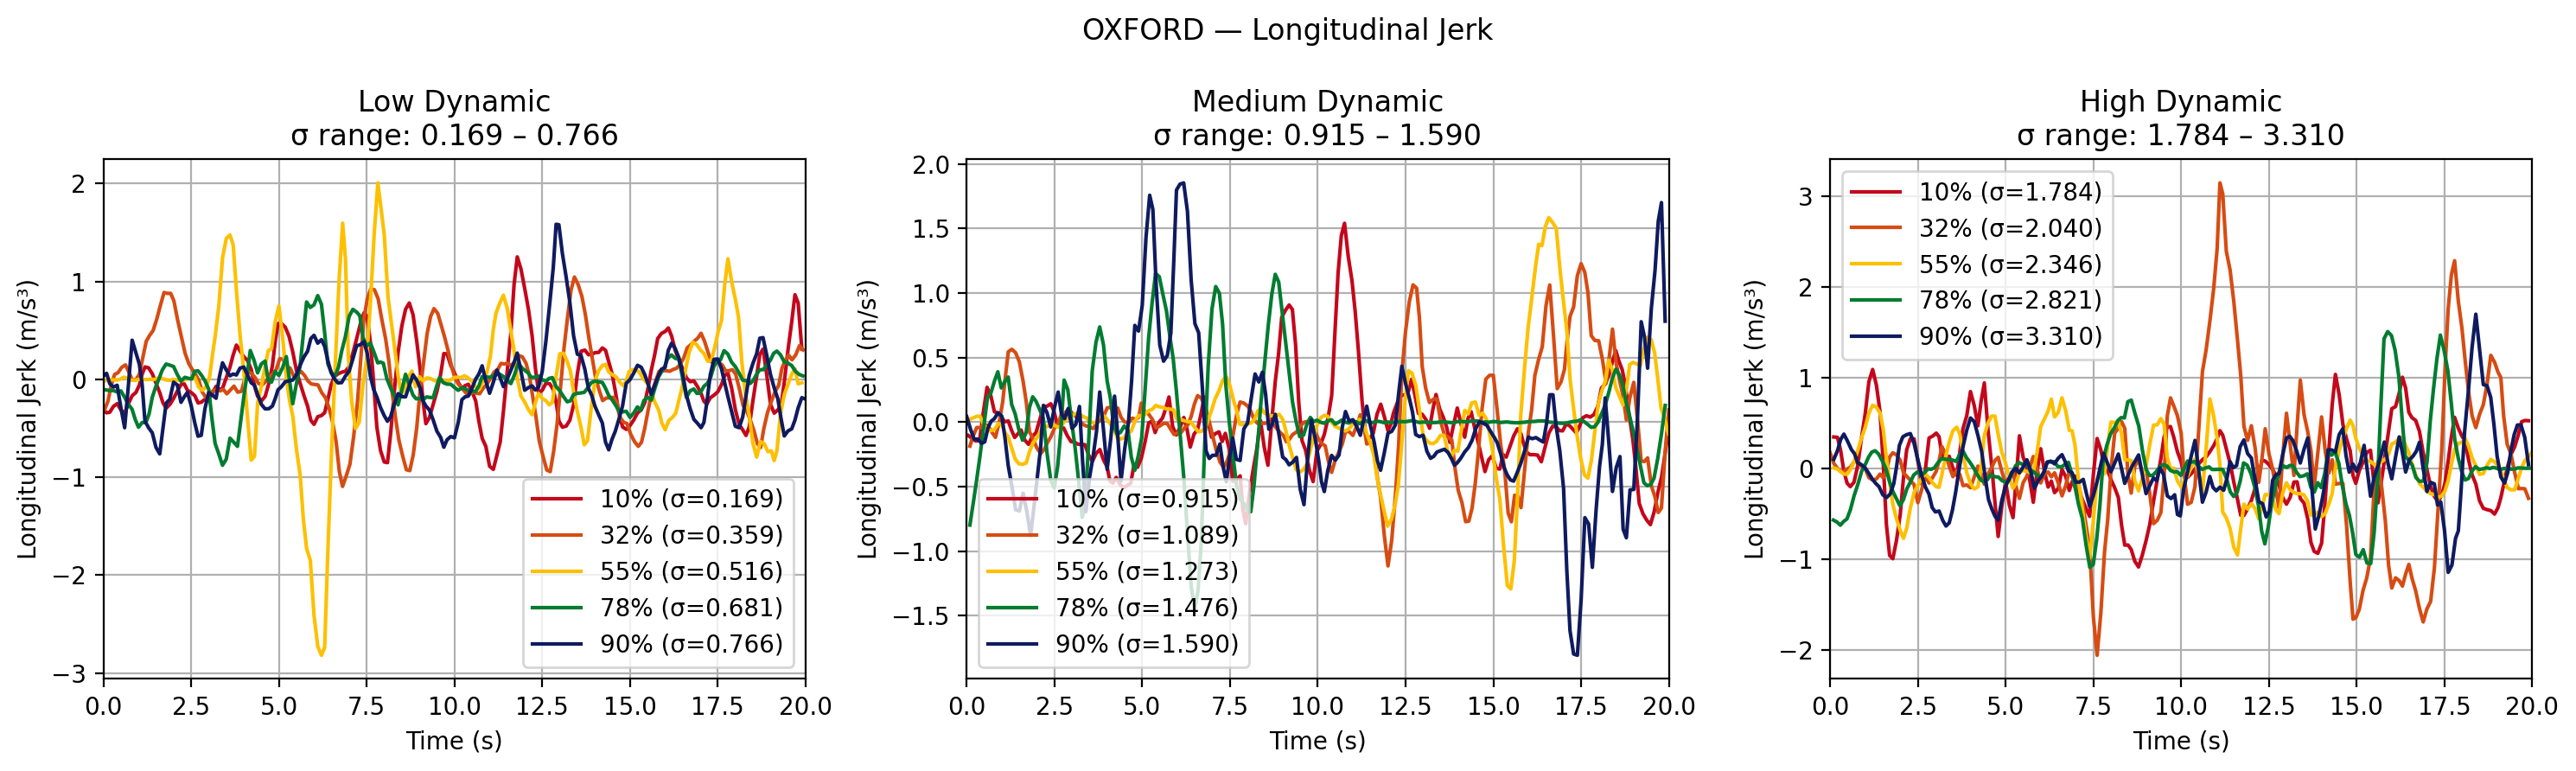 OXFORD — Longitudinal Jerk
Low Dynamic
σ range: 0.169 – 0.766
Longitudinal Jerk (m/s³)
2
1
0
−1
−2
−3
10% (σ=0.169)
32% (σ=0.359)
55% (σ=0.516)
78% (σ=0.681)
90% (σ=0.766)
0.0 2.5 5.0 7.5 10.0 12.5 15.0 17.5 20.0
Time (s)
Medium Dynamic
σ range: 0.915 – 1.590
Longitudinal Jerk (m/s³)
2.0
1.5
1.0
0.5
0.0
−0.5
−1.0
−1.5
10% (σ=0.915)
32% (σ=1.089)
55% (σ=1.273)
78% (σ=1.476)
90% (σ=1.590)
0.0 2.5 5.0 7.5 10.0 12.5 15.0 17.5 20.0
Time (s)
High Dynamic
σ range: 1.784 – 3.310
Longitudinal Jerk (m/s³)
3
2
1
0
−1
−2
10% (σ=1.784)
32% (σ=2.040)
55% (σ=2.346)
78% (σ=2.821)
90% (σ=3.310)
0.0 2.5 5.0 7.5 10.0 12.5 15.0 17.5 20.0
Time (s)